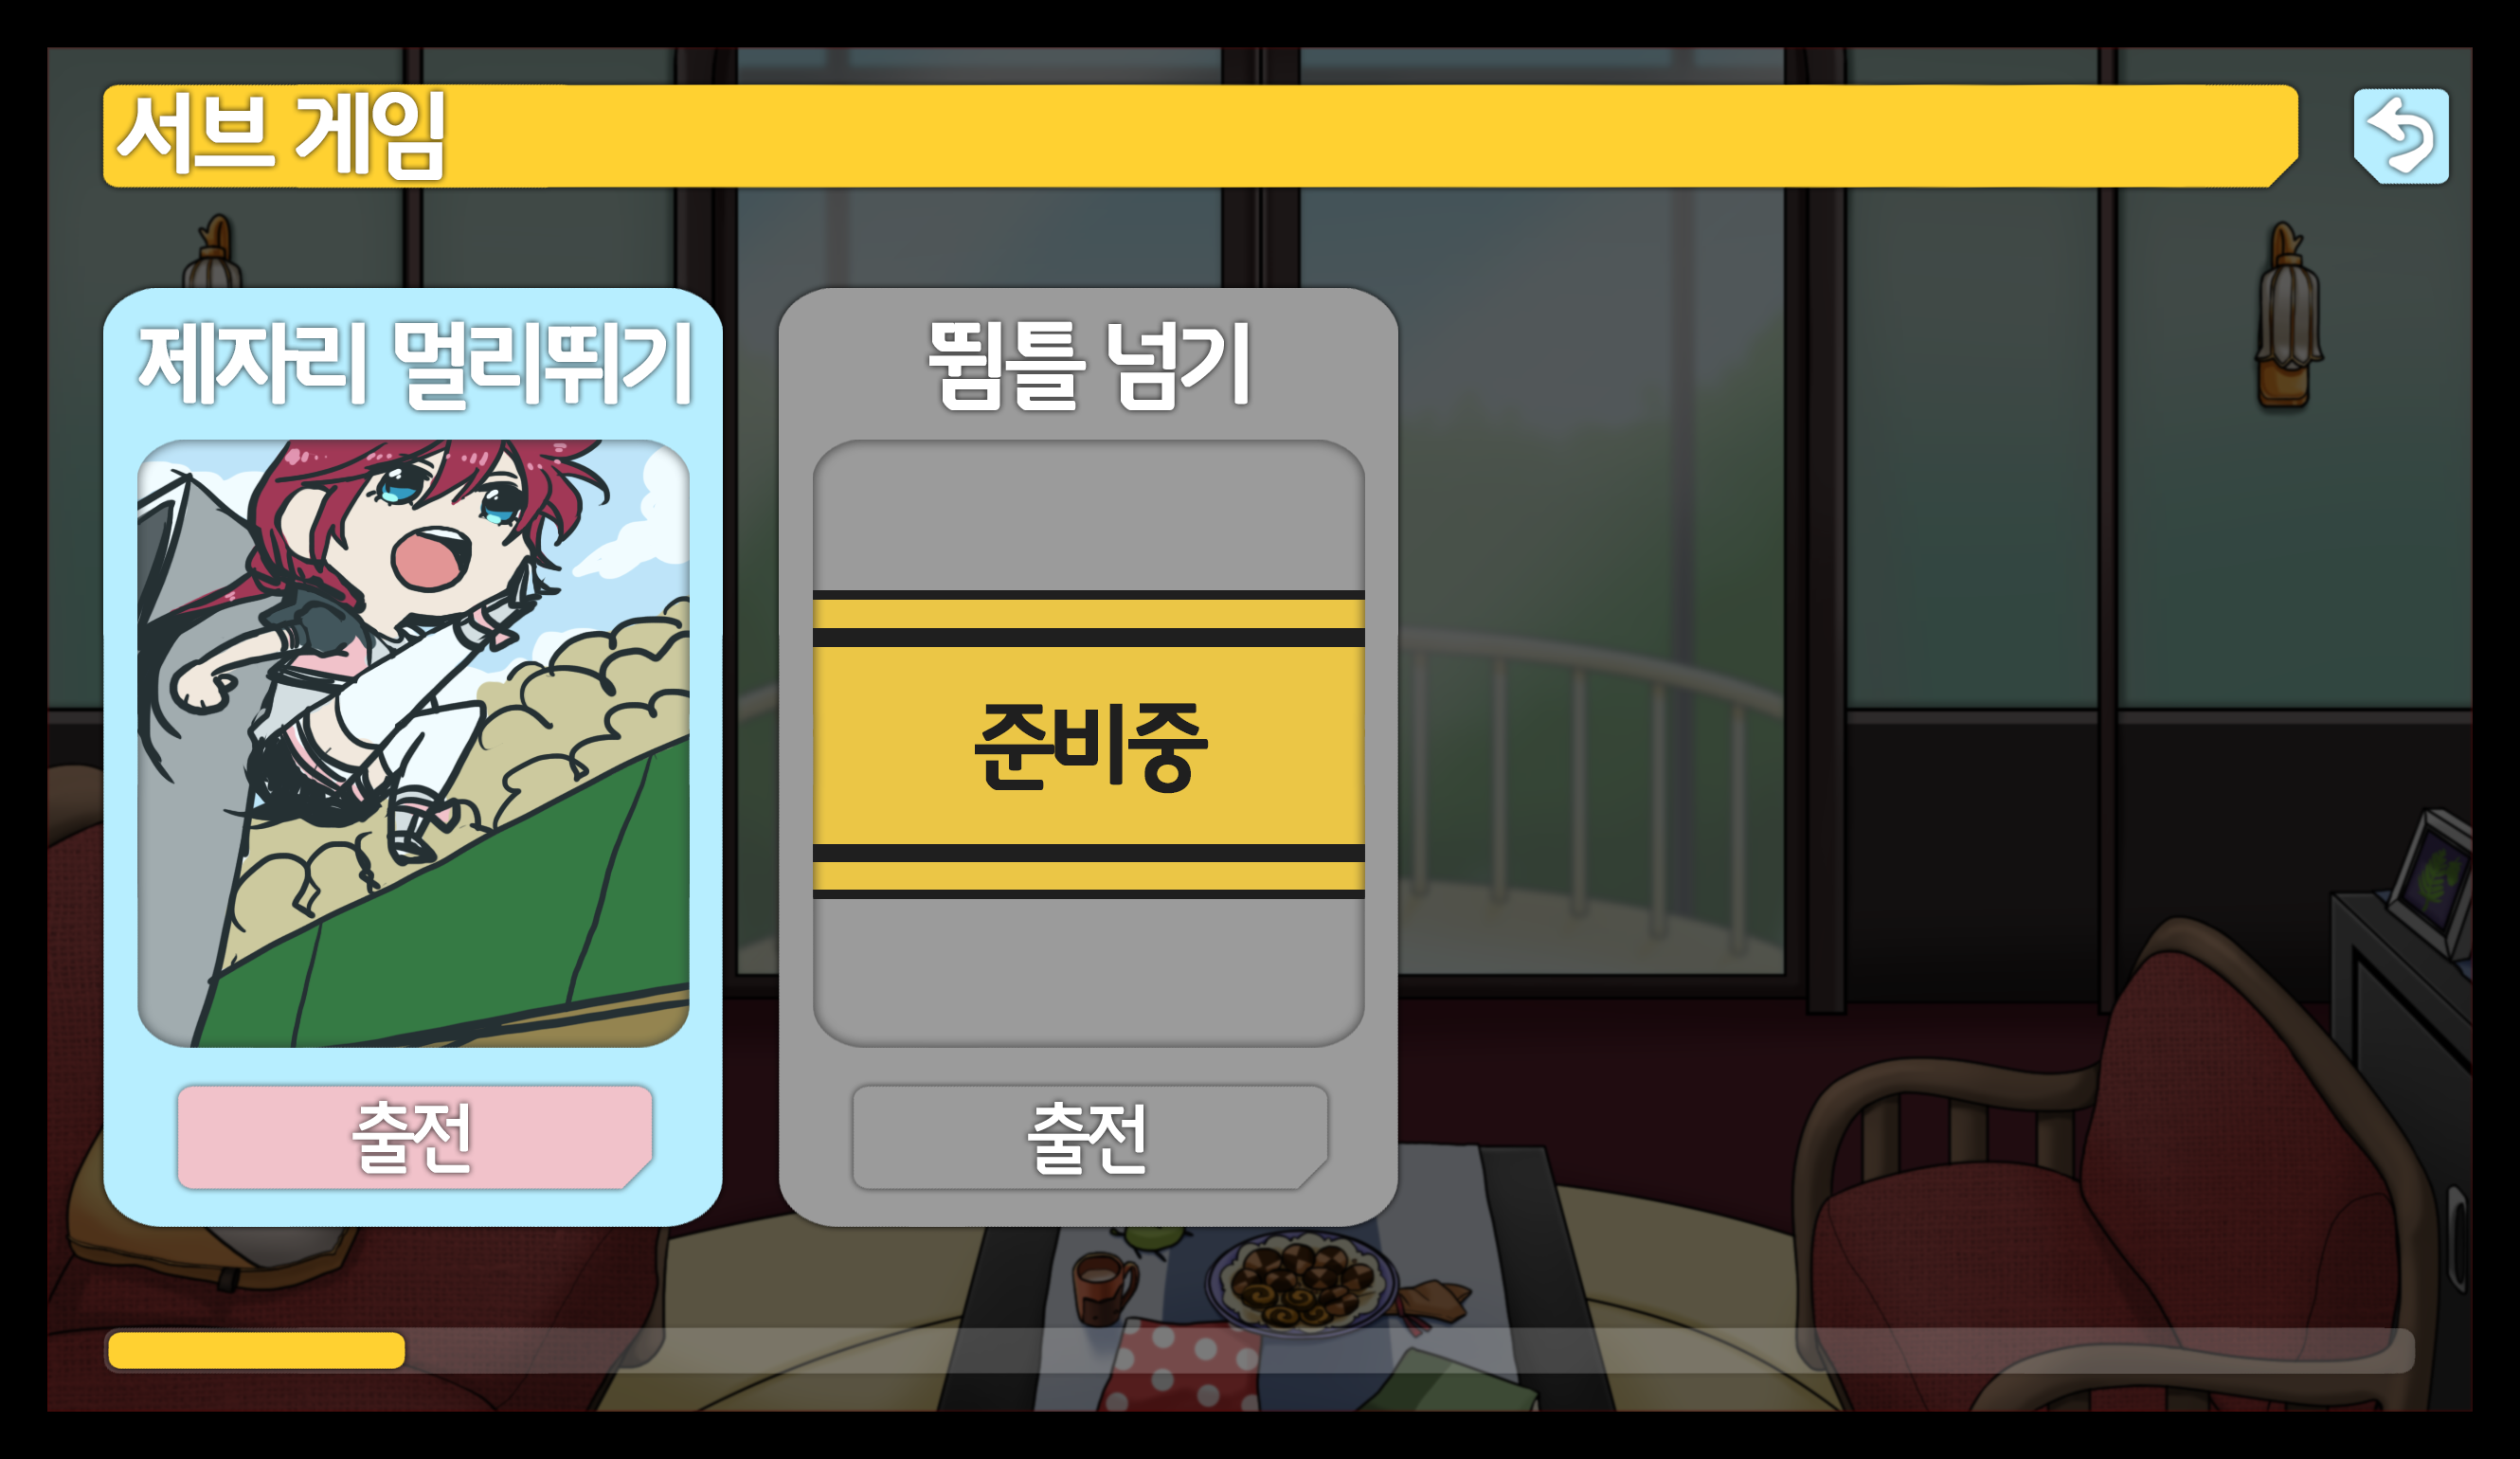 서브 게임
제자리 멀리뛰기
출전
뜀틀 넘기
준비중
출전